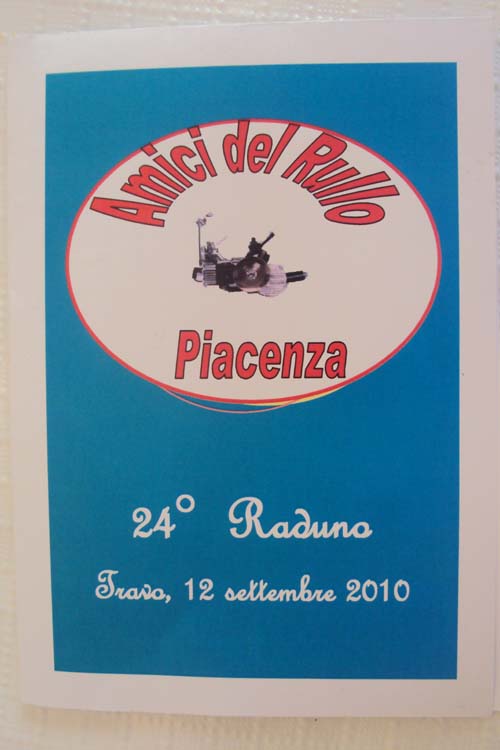 Amici del Rullo
Piacenza
24° Raduno
Travo, 12 settembre 2010